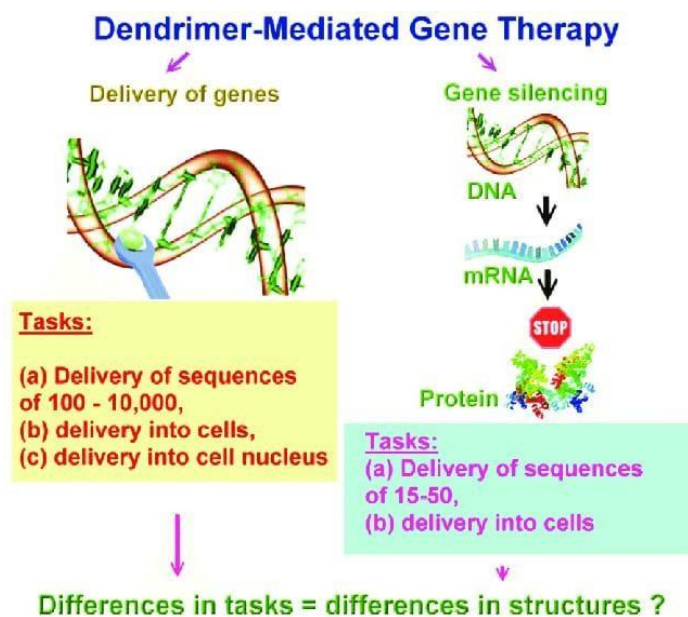 Dendrimer-Mediated Gene Therapy
Delivery of genes
Gene silencing
DNA
mRNA
STOP
Protein
Tasks:
(a) Delivery of sequences
of 100 - 10,000,
(b) delivery into cells,
(c) delivery into cell nucleus
Tasks:
(a) Delivery of sequences
of 15-50,
(b) delivery into cells
Differences in tasks = differences in structures ?